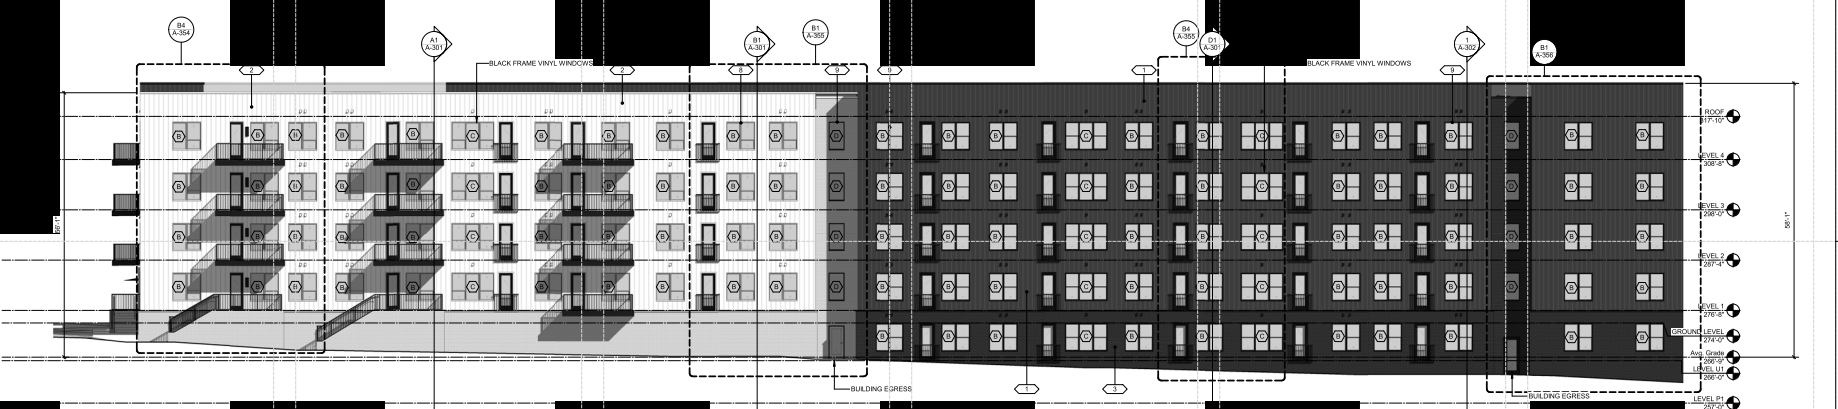 B4
A-354
A1
A-301
B1
A-301
B1
A-355
B4
A-355
D1
A-301
1
A-302
B1
A-356
BLACK FRAME VINYL WINDOWS
BLACK FRAME VINYL WINDOWS
2
2
8
9
9
1
9
ROOF
317'-10"
B B B B B C B B B B B D B B B C B B B C B B B D B B
LEVEL 4
308'-8"
B B B B B C B B B B B D B B B C B B B C B B B D B B
LEVEL 3
298'-0"
56'-1"
58'-1"
B B B B B C B B B B B D B B B C B B B C B B B D B B
LEVEL 2
287'-4"
B B B B B C B B B B B D B B B C B B B C B B B D B B
LEVEL 1
276'-8"
B B B C B B B C B B B B B
GROUND LEVEL
274'-0"
Avg. Grade
266'-9"
LEVEL U1
266'-0"
BUILDING EGRESS
1
3
BUILDING EGRESS
LEVEL P1
257'-0"